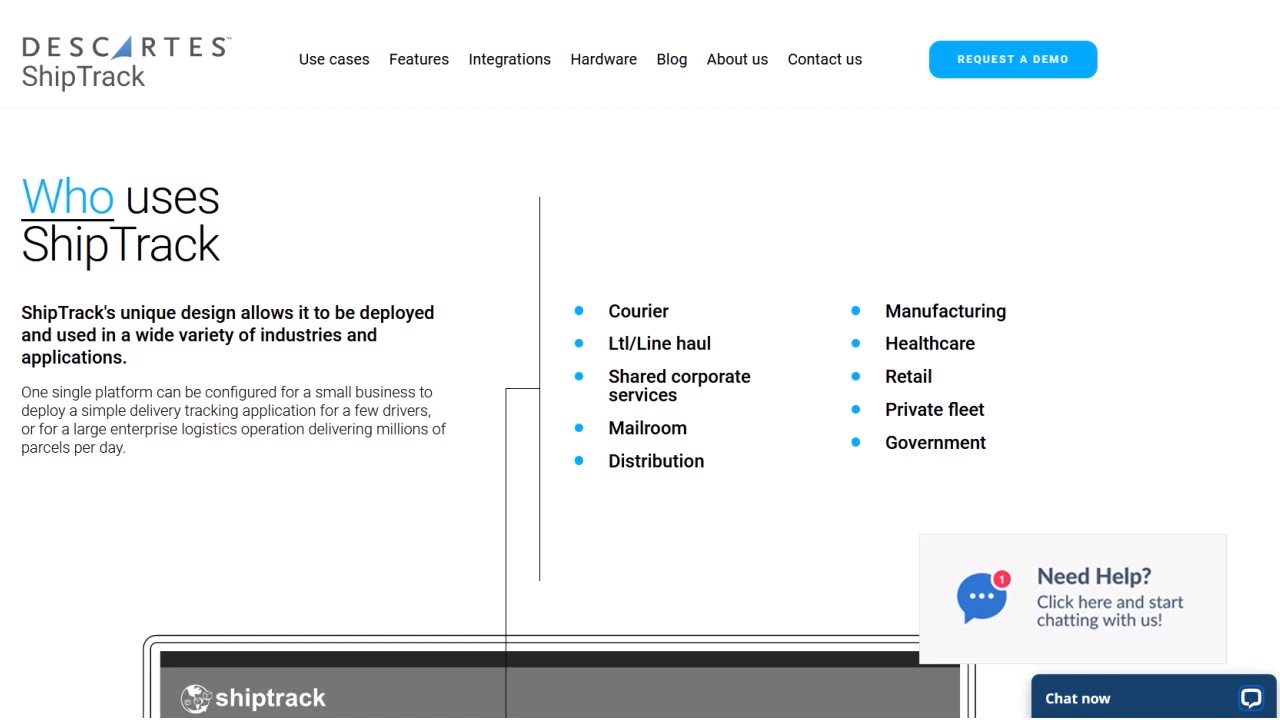 DESCARTES™
ShipTrack
Use cases
Features
Integrations
Hardware
Blog
About us
Contact us
REQUEST A DEMO
Who uses
ShipTrack
ShipTrack's unique design allows it to be deployed
and used in a wide variety of industries and
applications.
One single platform can be configured for a small business to
deploy a simple delivery tracking application for a few drivers,
or for a large enterprise logistics operation delivering millions of
parcels per day.
Courier
Ltl/Line haul
Shared corporate
services
Mailroom
Distribution
Manufacturing
Healthcare
Retail
Private fleet
Government
1
Need Help?
Click here and start
chatting with us!
shiptrack
Chat now